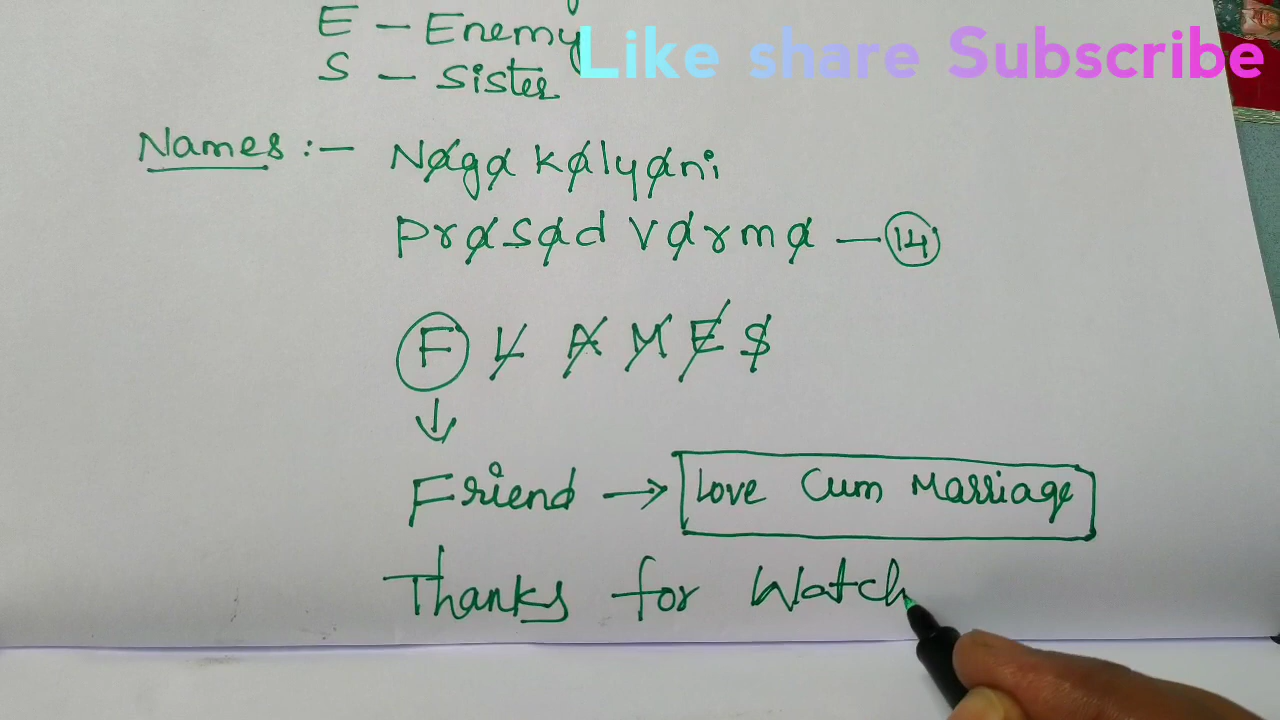 E - Enemy
Like share Subscribe
S - Sister
Names :- Naga kalyani
Prasad varma - 14
F L A M E S
Friend → Love Cum Marriage
Thanks for Watch